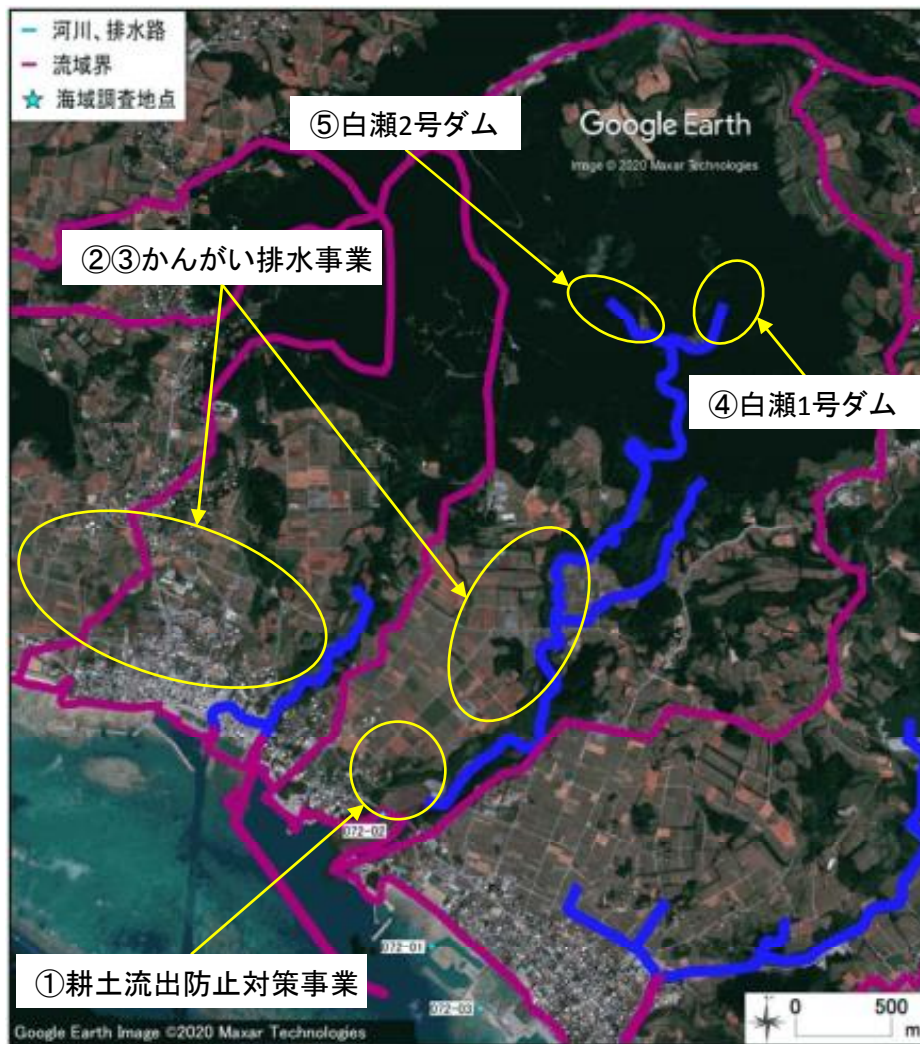 河川、排水路
流域界
海域調査地点
⑤白瀬2号ダム
Google Earth
Image © 2020 Maxar Technologies
②③かんがい排水事業
④白瀬1号ダム
072-02
072-01
①耕土流出防止対策事業
072-03
0 500
m
Google Earth Image ©2020 Maxar Technologies